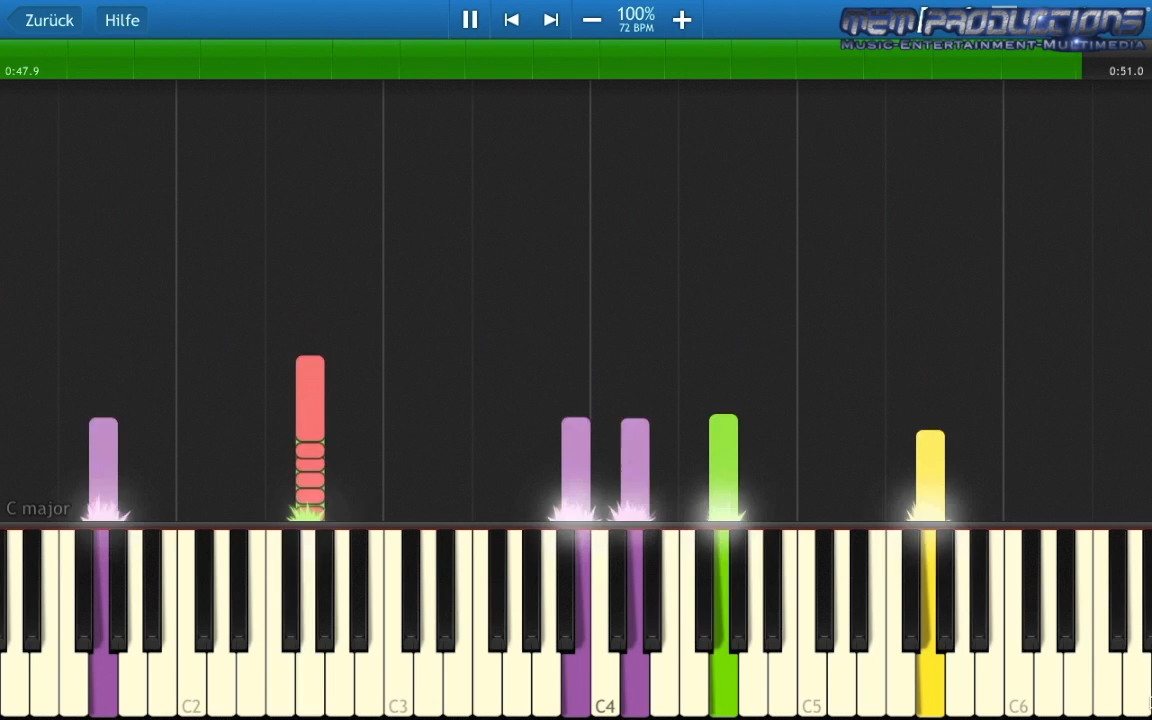 Zurück Hilfe 100% MEM PRODUCTIONS
72 BPM Music-Entertainment-Multimedia
0:47.9 0:51.0
C major
C2 C3 C4 C5 C6